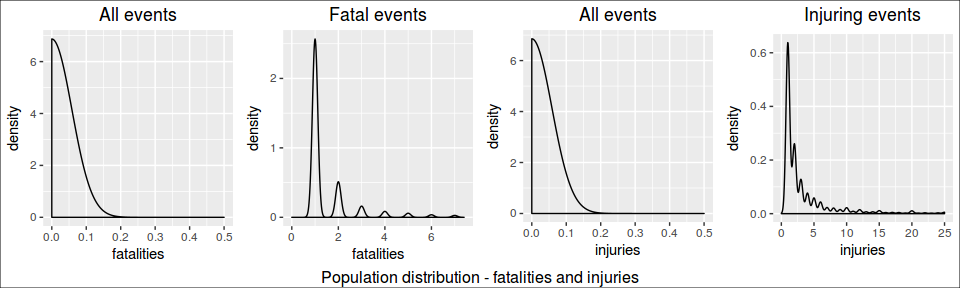 All events
Fatal events
All events
Injuring events
density
6
4
2
0
0.0 0.1 0.2 0.3 0.4 0.5
fatalities
density
2
1
0
0 2 4 6
fatalities
density
6
4
2
0
0.0 0.1 0.2 0.3 0.4 0.5
injuries
density
0.6
0.4
0.2
0.0
0 5 10 15 20 25
injuries
Population distribution - fatalities and injuries